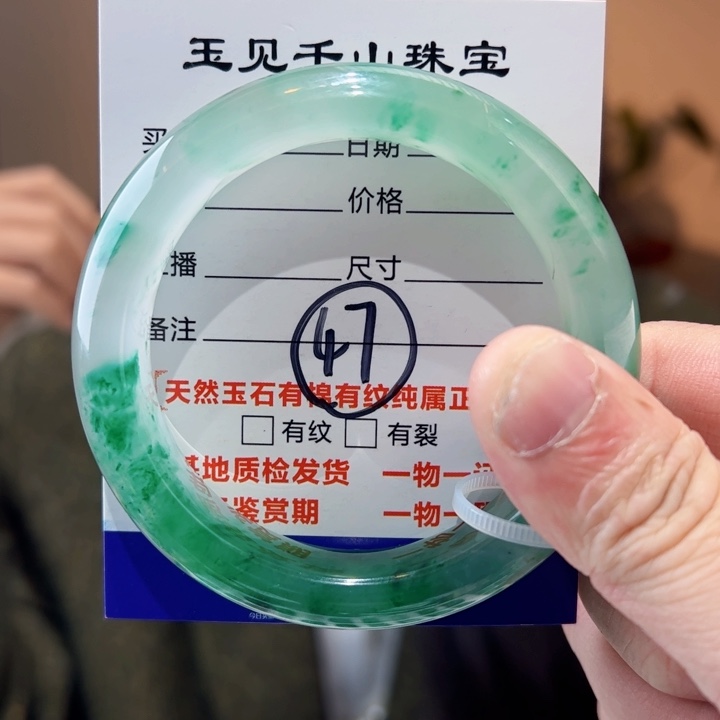 玉见千山珠宝
买 日期
价格
播 尺寸
备注
47
天然玉石有棉有纹纯属正
□有纹 □有裂
基地质检发货 一物一
鉴赏期 一物一